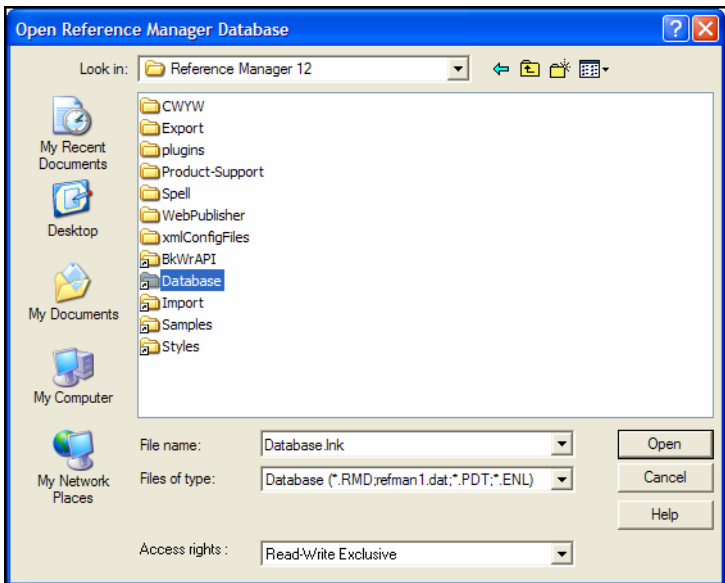 Open Reference Manager Database
Look in:
Reference Manager 12
My Recent
Documents
Desktop
My Documents
My Computer
My Network
Places
CWYW
Export
plugins
Product-Support
Spell
WebPublisher
xmlConfigFiles
BkWrAPI
Database
Import
Samples
Styles
File name:
Database.lnk
Open
Files of type:
Database (*.RMD;refman1.dat;*.PDT;*.ENL)
Cancel
Help
Access rights :
Read-Write Exclusive